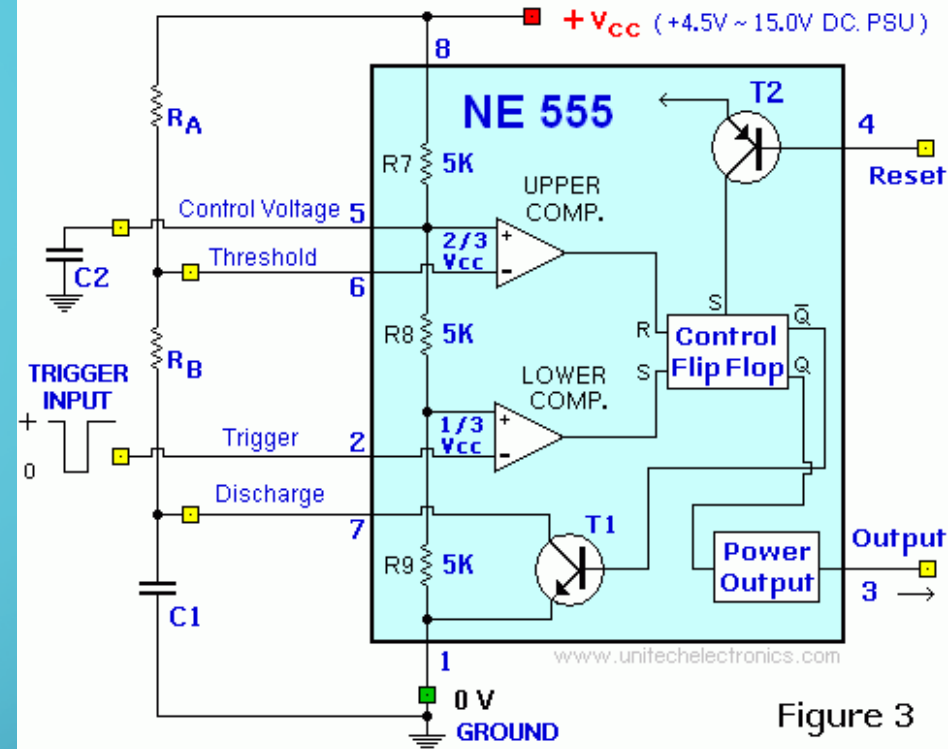 + VCC (+4.5V ~ 15.0V DC. PSU)
8
NE 555
T2
4
Reset
RA
R7 5K
UPPER
COMP.
Control Voltage 5
2/3
Vcc
+
-
Threshold
6
C2
S
R
Control
Flip Flop
Q
Q
S
R8 5K
RB
TRIGGER
INPUT
+
0
LOWER
COMP.
1/3
Vcc
+
-
Trigger 2
Discharge
7
T1
R9 5K
Power
Output
Output
3
C1
www.unitechelectronics.com
1
0 V
GROUND
Figure 3